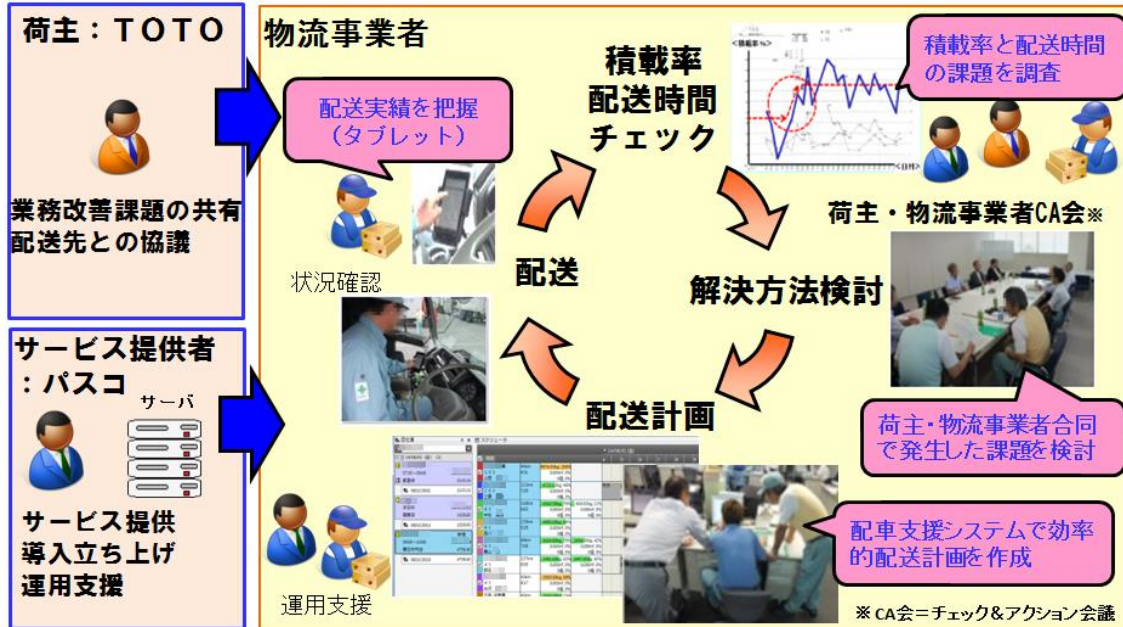 荷主：ＴＯＴＯ
業務改善課題の共有
配送先との協議
サービス提供者
：パスコ
サーバ
サービス提供
導入立ち上げ
運用支援
物流事業者
配送実績を把握
（タブレット）
状況確認
積載率
配送時間
チェック
＜積載率％＞
＜日付＞
積載率と配送時間
の課題を調査
荷主・物流事業者CA会※
配送
解決方法検討
配送計画
荷主・物流事業者合同
で発生した課題を検討
配車支援システムで効率
的配送計画を作成
運用支援
※ CA会＝チェック＆アクション会議